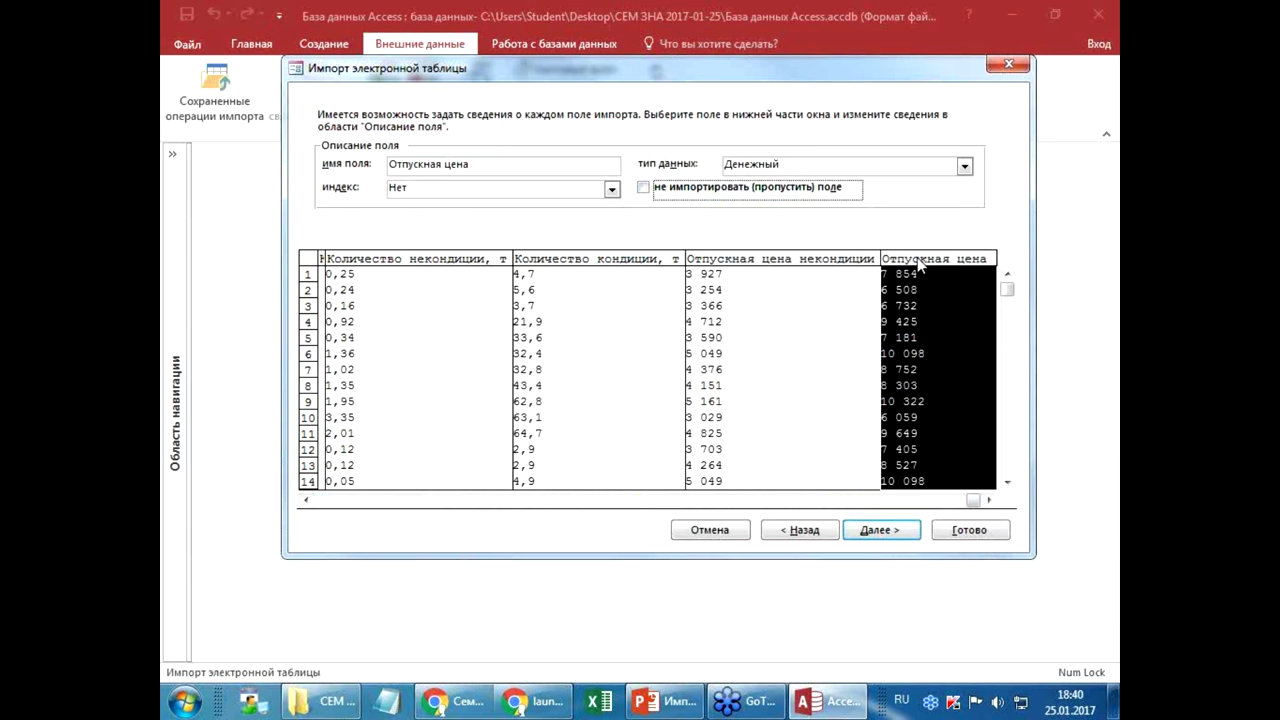 База данных Access : база данных- C:\Users\Student\Desktop\СЕМ ЗНА 2017-01-25\База данных Access.accdb (Формат фай...
Файл Главная Создание Внешние данные Работа с базами данных Что вы хотите сделать? Вход
Сохраненные
операции импорта
Импорт электронной таблицы
Имеется возможность задать сведения о каждом поле импорта. Выберите поле в нижней части окна и измените сведения в
области "Описание поля".
Описание поля
имя поля: Отпускная цена тип данных: Денежный
индекс: Нет не импортировать (пропустить) поле
Количество некондиции, т Количество кондиции, т Отпускная цена некондиции Отпускная цена
1 0,25 4,7 3 927 7 854
2 0,24 5,6 3 254 6 508
3 0,16 3,7 3 366 6 732
4 0,92 21,9 4 712 9 425
5 0,34 33,6 3 590 7 181
6 1,36 32,4 5 049 10 098
7 1,02 32,8 4 376 8 752
8 1,35 43,4 4 151 8 303
9 1,95 62,8 5 161 10 322
10 3,35 63,1 3 029 6 059
11 2,01 64,7 4 825 9 649
12 0,12 2,9 3 703 7 405
13 0,12 2,9 4 264 8 527
14 0,05 4,9 5 049 10 098
Отмена < Назад Далее > Готово
Область навигации
Импорт электронной таблицы Num Lock
СЕМ ... Сем... laun... Имп... GoT... Acce... RU 18:40
25.01.2017